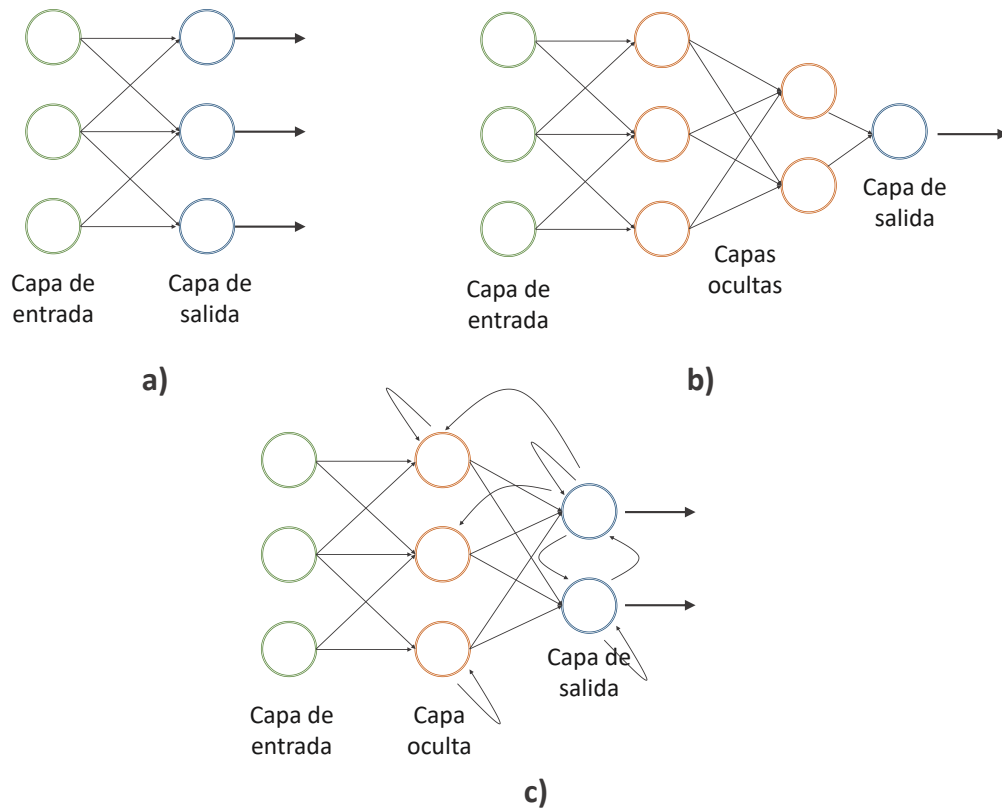 Capa de
entrada
Capa de
salida
a)
Capa de
entrada
Capas
ocultas
Capa de
salida
b)
Capa de
entrada
Capa
oculta
Capa de
salida
c)